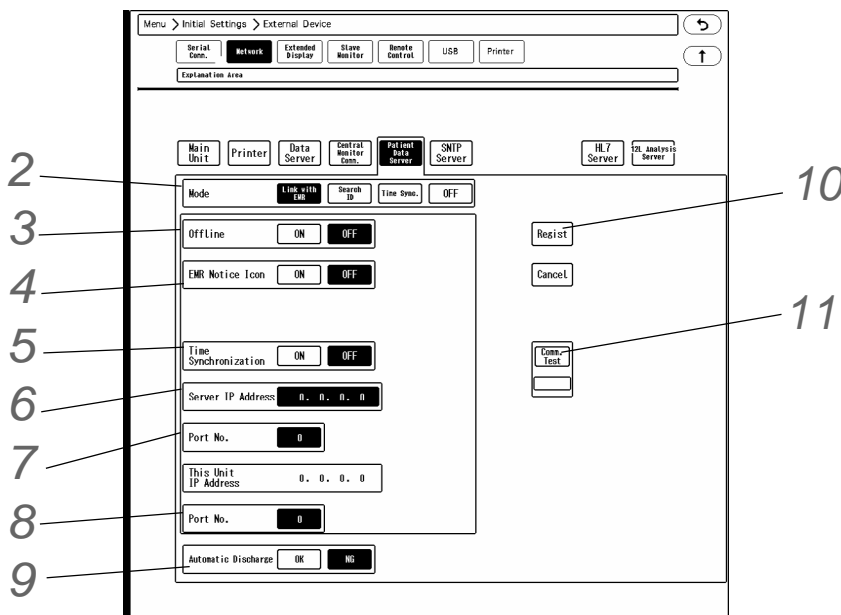 Menu > Initial Settings > External Device
Serial Conn.
Network
Extended Display
Slave Monitor
Remote Control
USB
Printer
Explanation Area
Main Unit
Printer
Data Server
Central Monitor Conn.
Patient Data Server
SNTP Server
HL7 Server
12L Analysis Server
2
Mode
Link with EMR
Search ID
Time Sync.
OFF
10
3
Offline
ON
OFF
Regist
4
EMR Notice Icon
ON
OFF
Cancel
5
Time Synchronization
ON
OFF
11
Comm. Test
6
Server IP Address
0. 0. 0. 0
7
Port No.
0
This Unit IP Address
0. 0. 0. 0
8
Port No.
0
9
Automatic Discharge
OK
NG